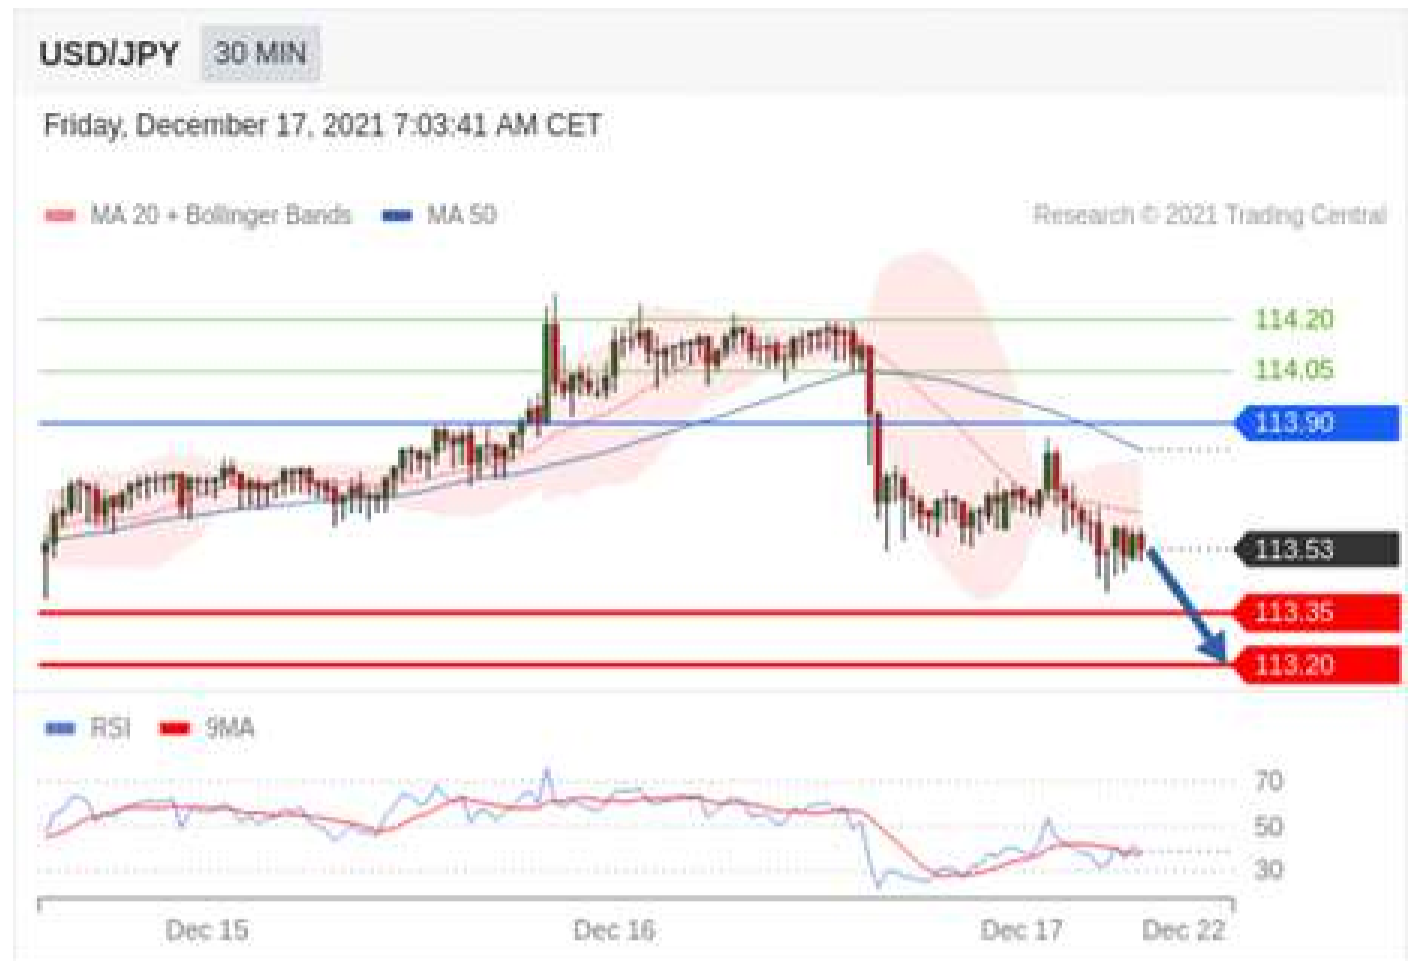 USD/JPY 30 MIN
Friday, December 17, 2021 7:03:41 AM CET
MA 20 + Bollinger Bands MA 50 Research © 2021 Trading Central
114.20
114.05
113.90
113.53
113.35
113.20
RSI 9MA
70
50
30
Dec 15 Dec 16 Dec 17 Dec 22